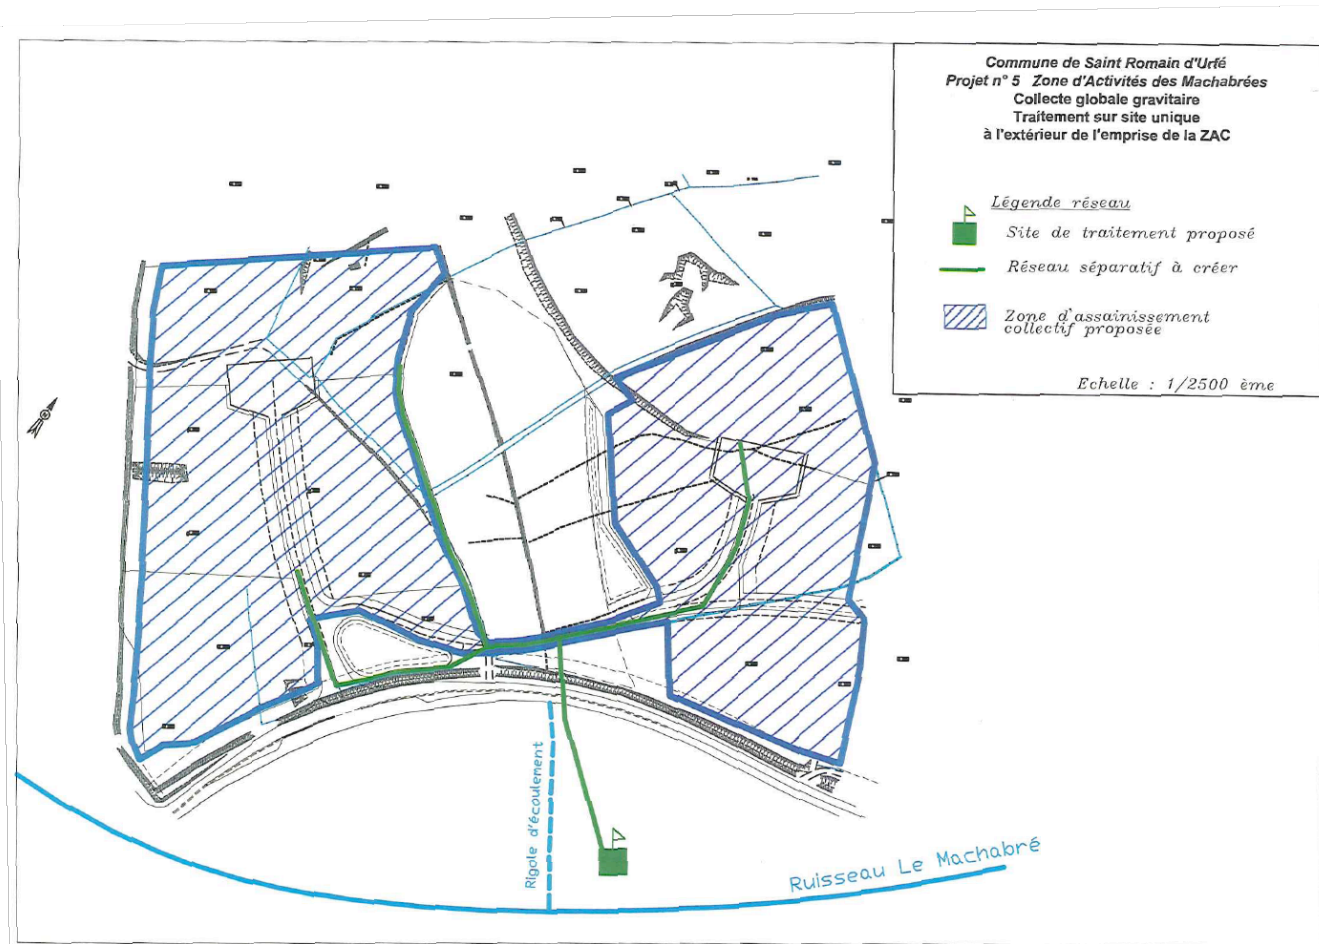 Commune de Saint Romain d'Urfé
Projet n° 5 Zone d'Activités des Machabrées
Collecte globale gravitaire
Traitement sur site unique
à l'extérieur de l'emprise de la ZAC
Légende réseau
Site de traitement proposé
Réseau séparatif à créer
Zone d'assainissement
collectif proposée
Echelle : 1/2500 ème
Rigole d'écoulement
Ruisseau Le Machabré